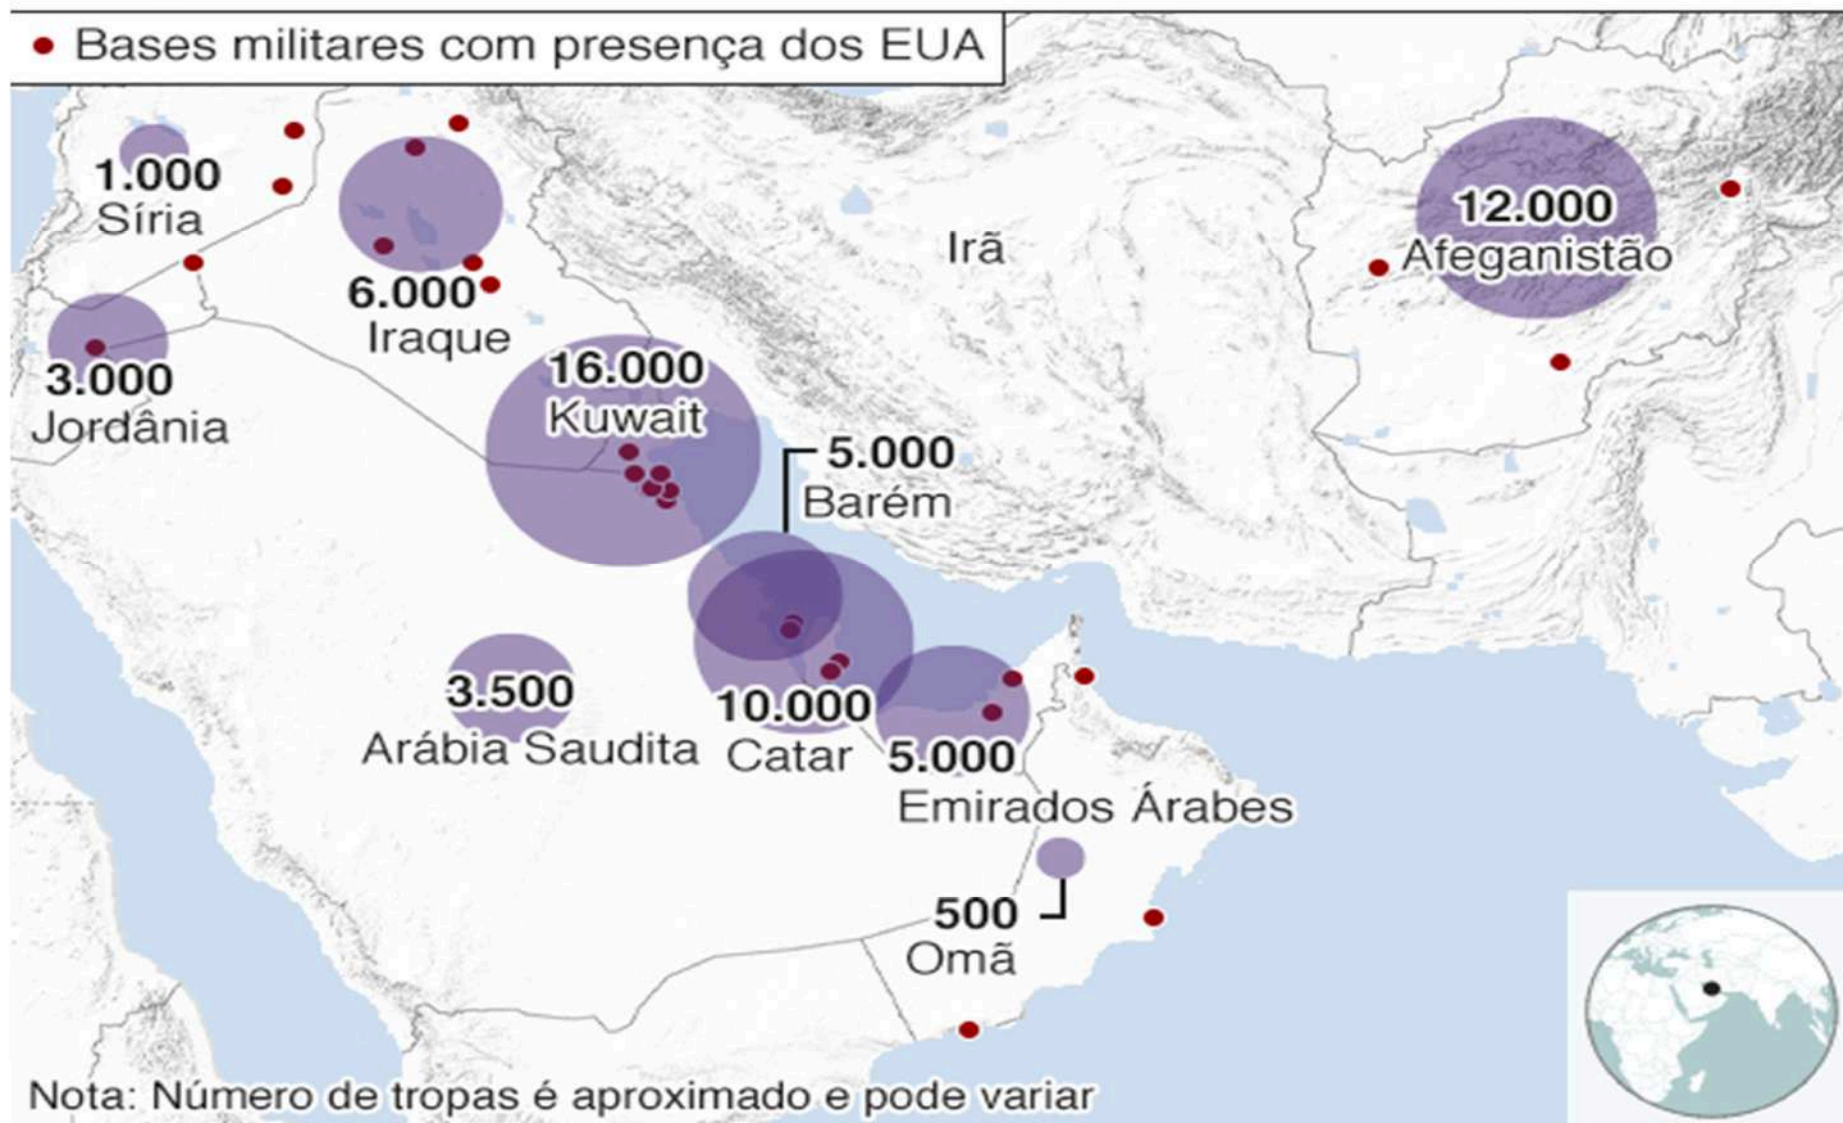 Bases militares com presença dos EUA
1.000
Síria
6.000
Iraque
3.000
Jordânia
Irã
12.000
Afeganistão
16.000
Kuwait
5.000
Barém
3.500
Arábia Saudita
10.000
Catar
5.000
Emirados Árabes
500
Omã
Nota: Número de tropas é aproximado e pode variar